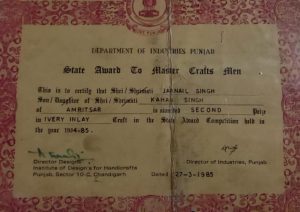 DEPARTMENT OF INDUSTRIES PUNJAB
State Award To Master Crafts Men
This is to certify that Shri/Shrimati JARNAIL SINGH
Son/Daughter of Shri/Shrimati KAHAN SINGH
of AMRITSAR is awarded SECOND Prize
in IVERY INLAY Craft in the State Award Competition held in
the year 1984-85.
Director Designs
Institute of Design's for Handicrafts
Punjab, Sector 10-C, Chandigarh
Director of Industries, Punjab
Dated 27-3-1985